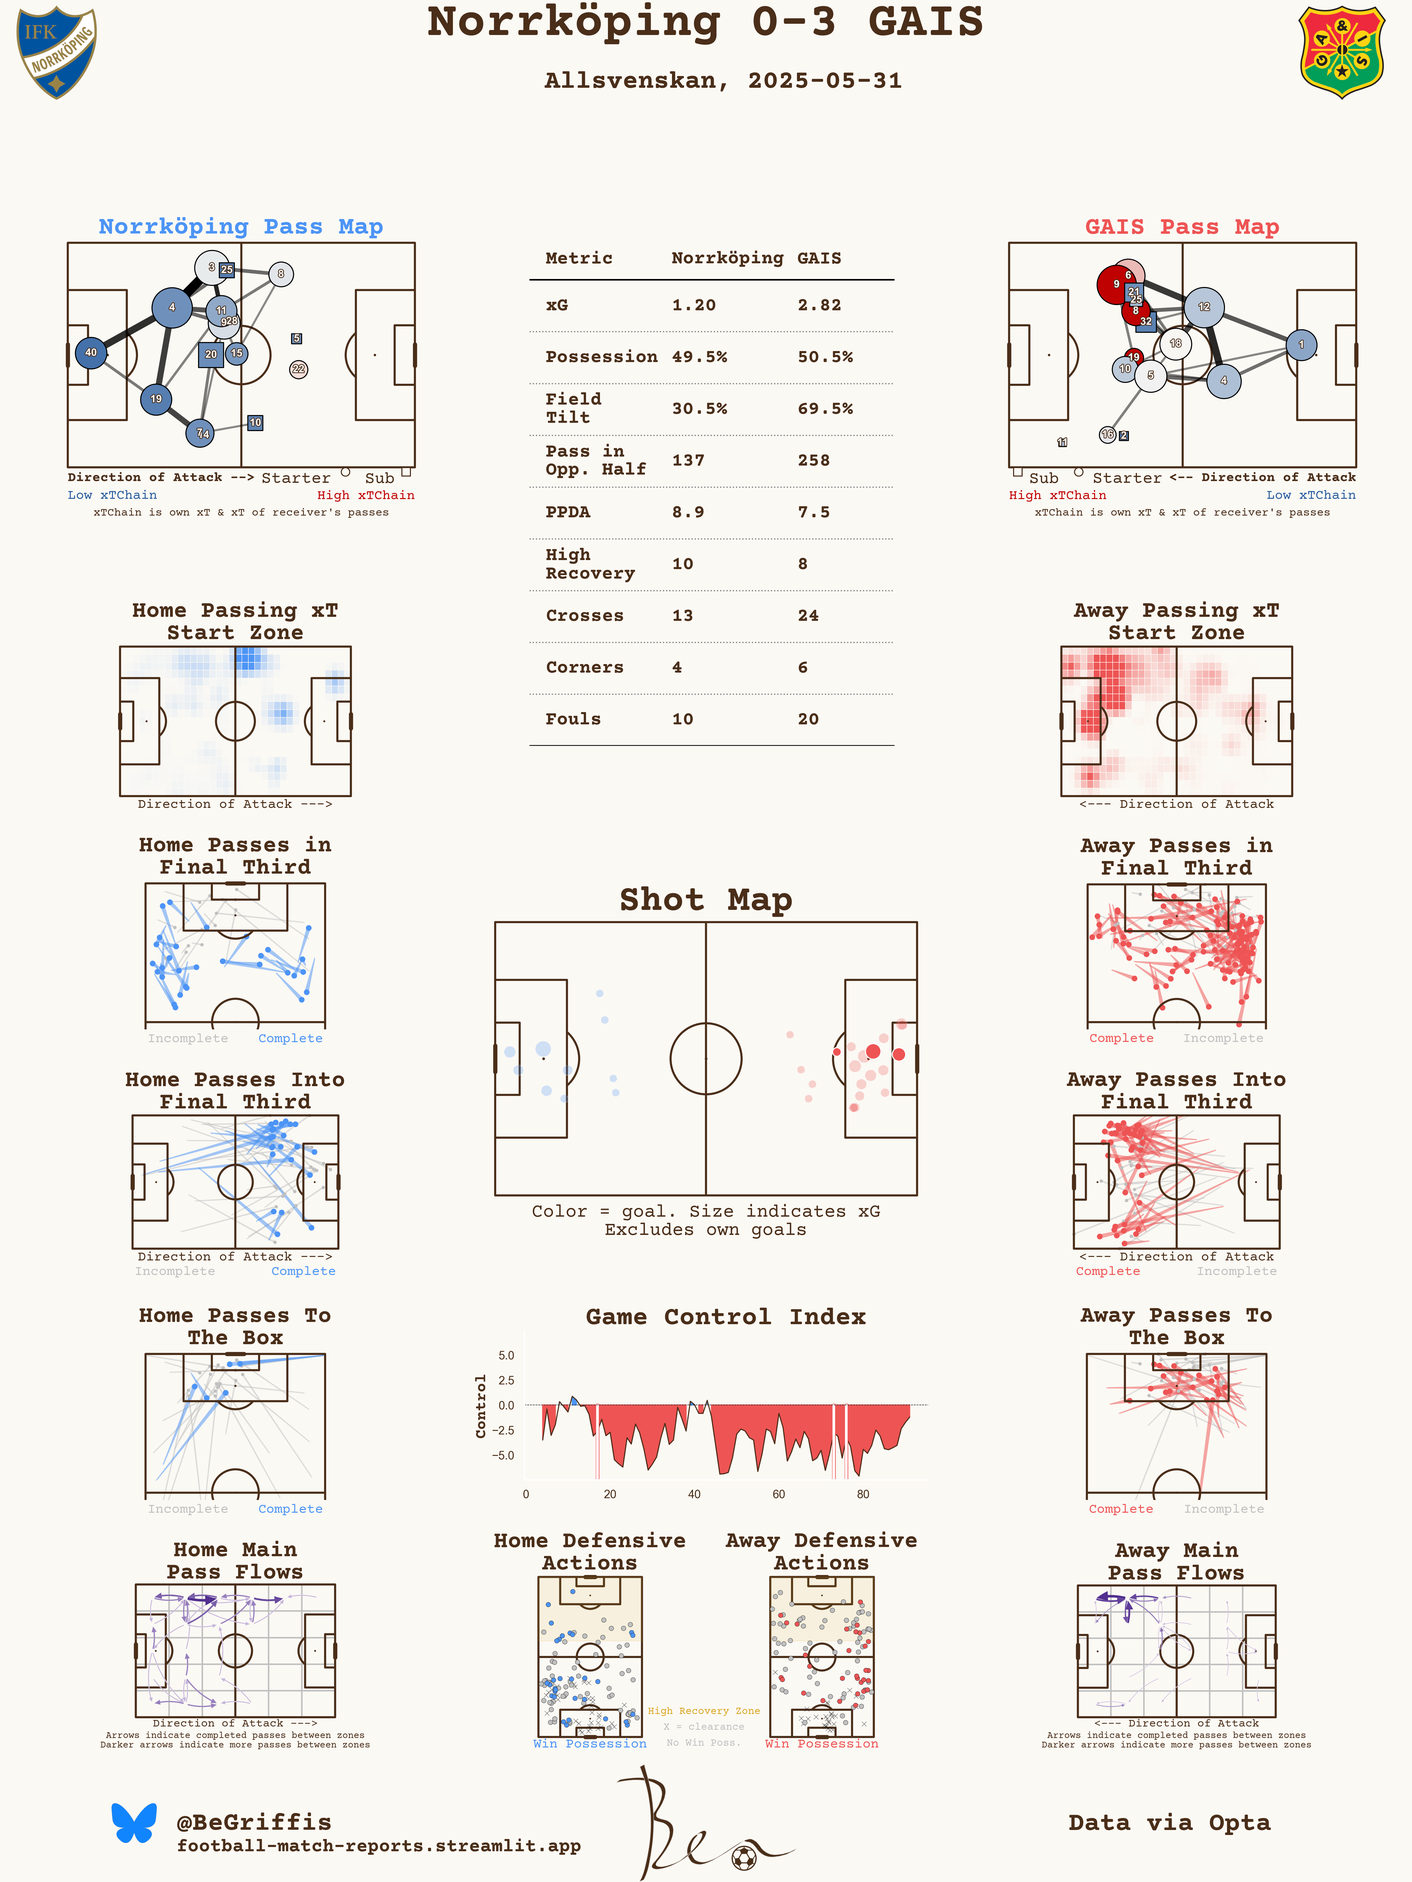 Norrköping 0-3 GAIS
Allsvenskan, 2025-05-31
IFK
NORRKÖPING
GA&IS
Norrköping Pass Map
3
25
8
4
11
9
28
5
40
20
15
22
19
10
7
14
Direction of Attack --> Starter Sub
Low xTChain High xTChain
xTChain is own xT & xT of receiver's passes
Metric Norrköping GAIS
xG 1.20 2.82
Possession 49.5% 50.5%
Field
Tilt 30.5% 69.5%
Pass in
Opp. Half 137 258
PPDA 8.9 7.5
High
Recovery 10 8
Crosses 13 24
Corners 4 6
Fouls 10 20
GAIS Pass Map
6
9
21
25
8
32
12
18
1
19
10
5
4
16
2
11
Sub Starter <-- Direction of Attack
High xTChain Low xTChain
xTChain is own xT & xT of receiver's passes
Home Passing xT
Start Zone
Direction of Attack --->
Away Passing xT
Start Zone
<--- Direction of Attack
Home Passes in
Final Third
Incomplete Complete
Away Passes in
Final Third
Complete Incomplete
Shot Map
Color = goal. Size indicates xG
Excludes own goals
Home Passes Into
Final Third
Direction of Attack --->
Incomplete Complete
Away Passes Into
Final Third
<--- Direction of Attack
Complete Incomplete
Home Passes To
The Box
Incomplete Complete
Game Control Index
Control
5.0
2.5
0.0
−2.5
−5.0
0 20 40 60 80
Away Passes To
The Box
Complete Incomplete
Home Main
Pass Flows
Direction of Attack --->
Arrows indicate completed passes between zones
Darker arrows indicate more passes between zones
Home Defensive
Actions
Win Possession
Away Defensive
Actions
Win Possession
High Recovery Zone
X = clearance
No Win Poss.
Away Main
Pass Flows
<--- Direction of Attack
Arrows indicate completed passes between zones
Darker arrows indicate more passes between zones
@BeGriffis
football-match-reports.streamlit.app
Ben
Data via Opta